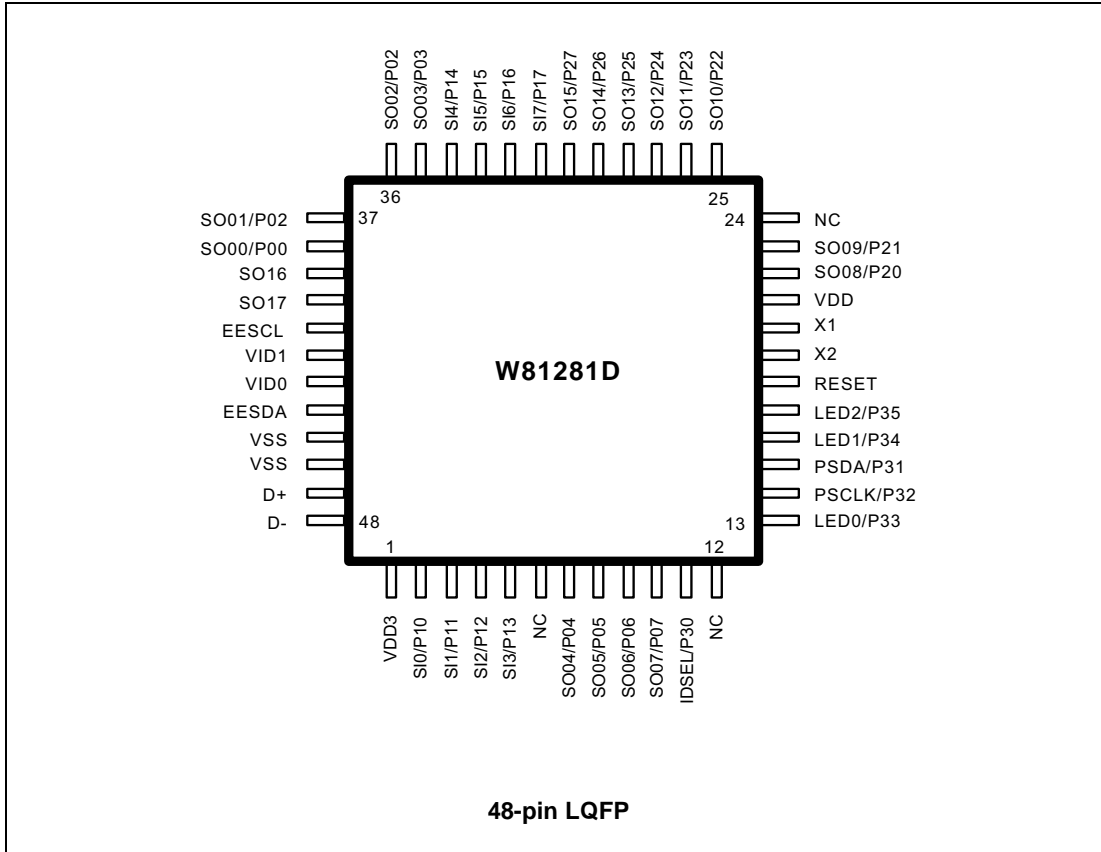 SO02/P02
SO03/P03
SI4/P14
SI5/P15
SI6/P16
SI7/P17
SO15/P27
SO14/P26
SO13/P25
SO12/P24
SO11/P23
SO10/P22
36
25
SO01/P02
37
24
NC
SO00/P00
SO09/P21
SO16
SO08/P20
SO17
VDD
EESCL
X1
VID1
X2
W81281D
VID0
RESET
EESDA
LED2/P35
VSS
LED1/P34
VSS
PSDA/P31
D+
PSCLK/P32
D-
48
13
LED0/P33
1
12
VDD3
SI0/P10
SI1/P11
SI2/P12
SI3/P13
NC
SO04/P04
SO05/P05
SO06/P06
SO07/P07
IDSEL/P30
NC
48-pin LQFP